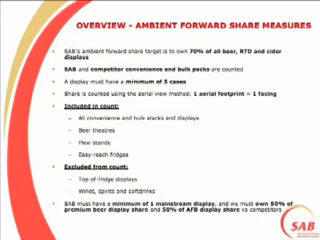 OVERVIEW - AMBIENT FORWARD SHARE MEASURES
• SAB's ambient forward share target is to own 70% of all beer, RTD and cider
displays
• SAB and competitor convenience and bulk packs are counted
• A display must have a minimum of 5 cases
• Share is counted using the aerial view method: 1 aerial footprint = 1 facing
• Included in count:
– All convenience and bulk stacks and displays
– Beer theatres
– Flexi stands
– Easy-reach fridges
• Excluded from count:
– Top-of-fridge displays
– Wines, spirits and softdrinks
• SAB must have a minimum of 1 mainstream display, and we must own 50% of
premium beer display share and 50% of AFB display share vs competitors
SAB